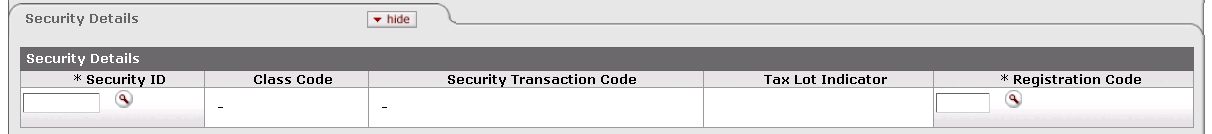 Security Details hide
Security Details
* Security ID Class Code Security Transaction Code Tax Lot Indicator * Registration Code
- -